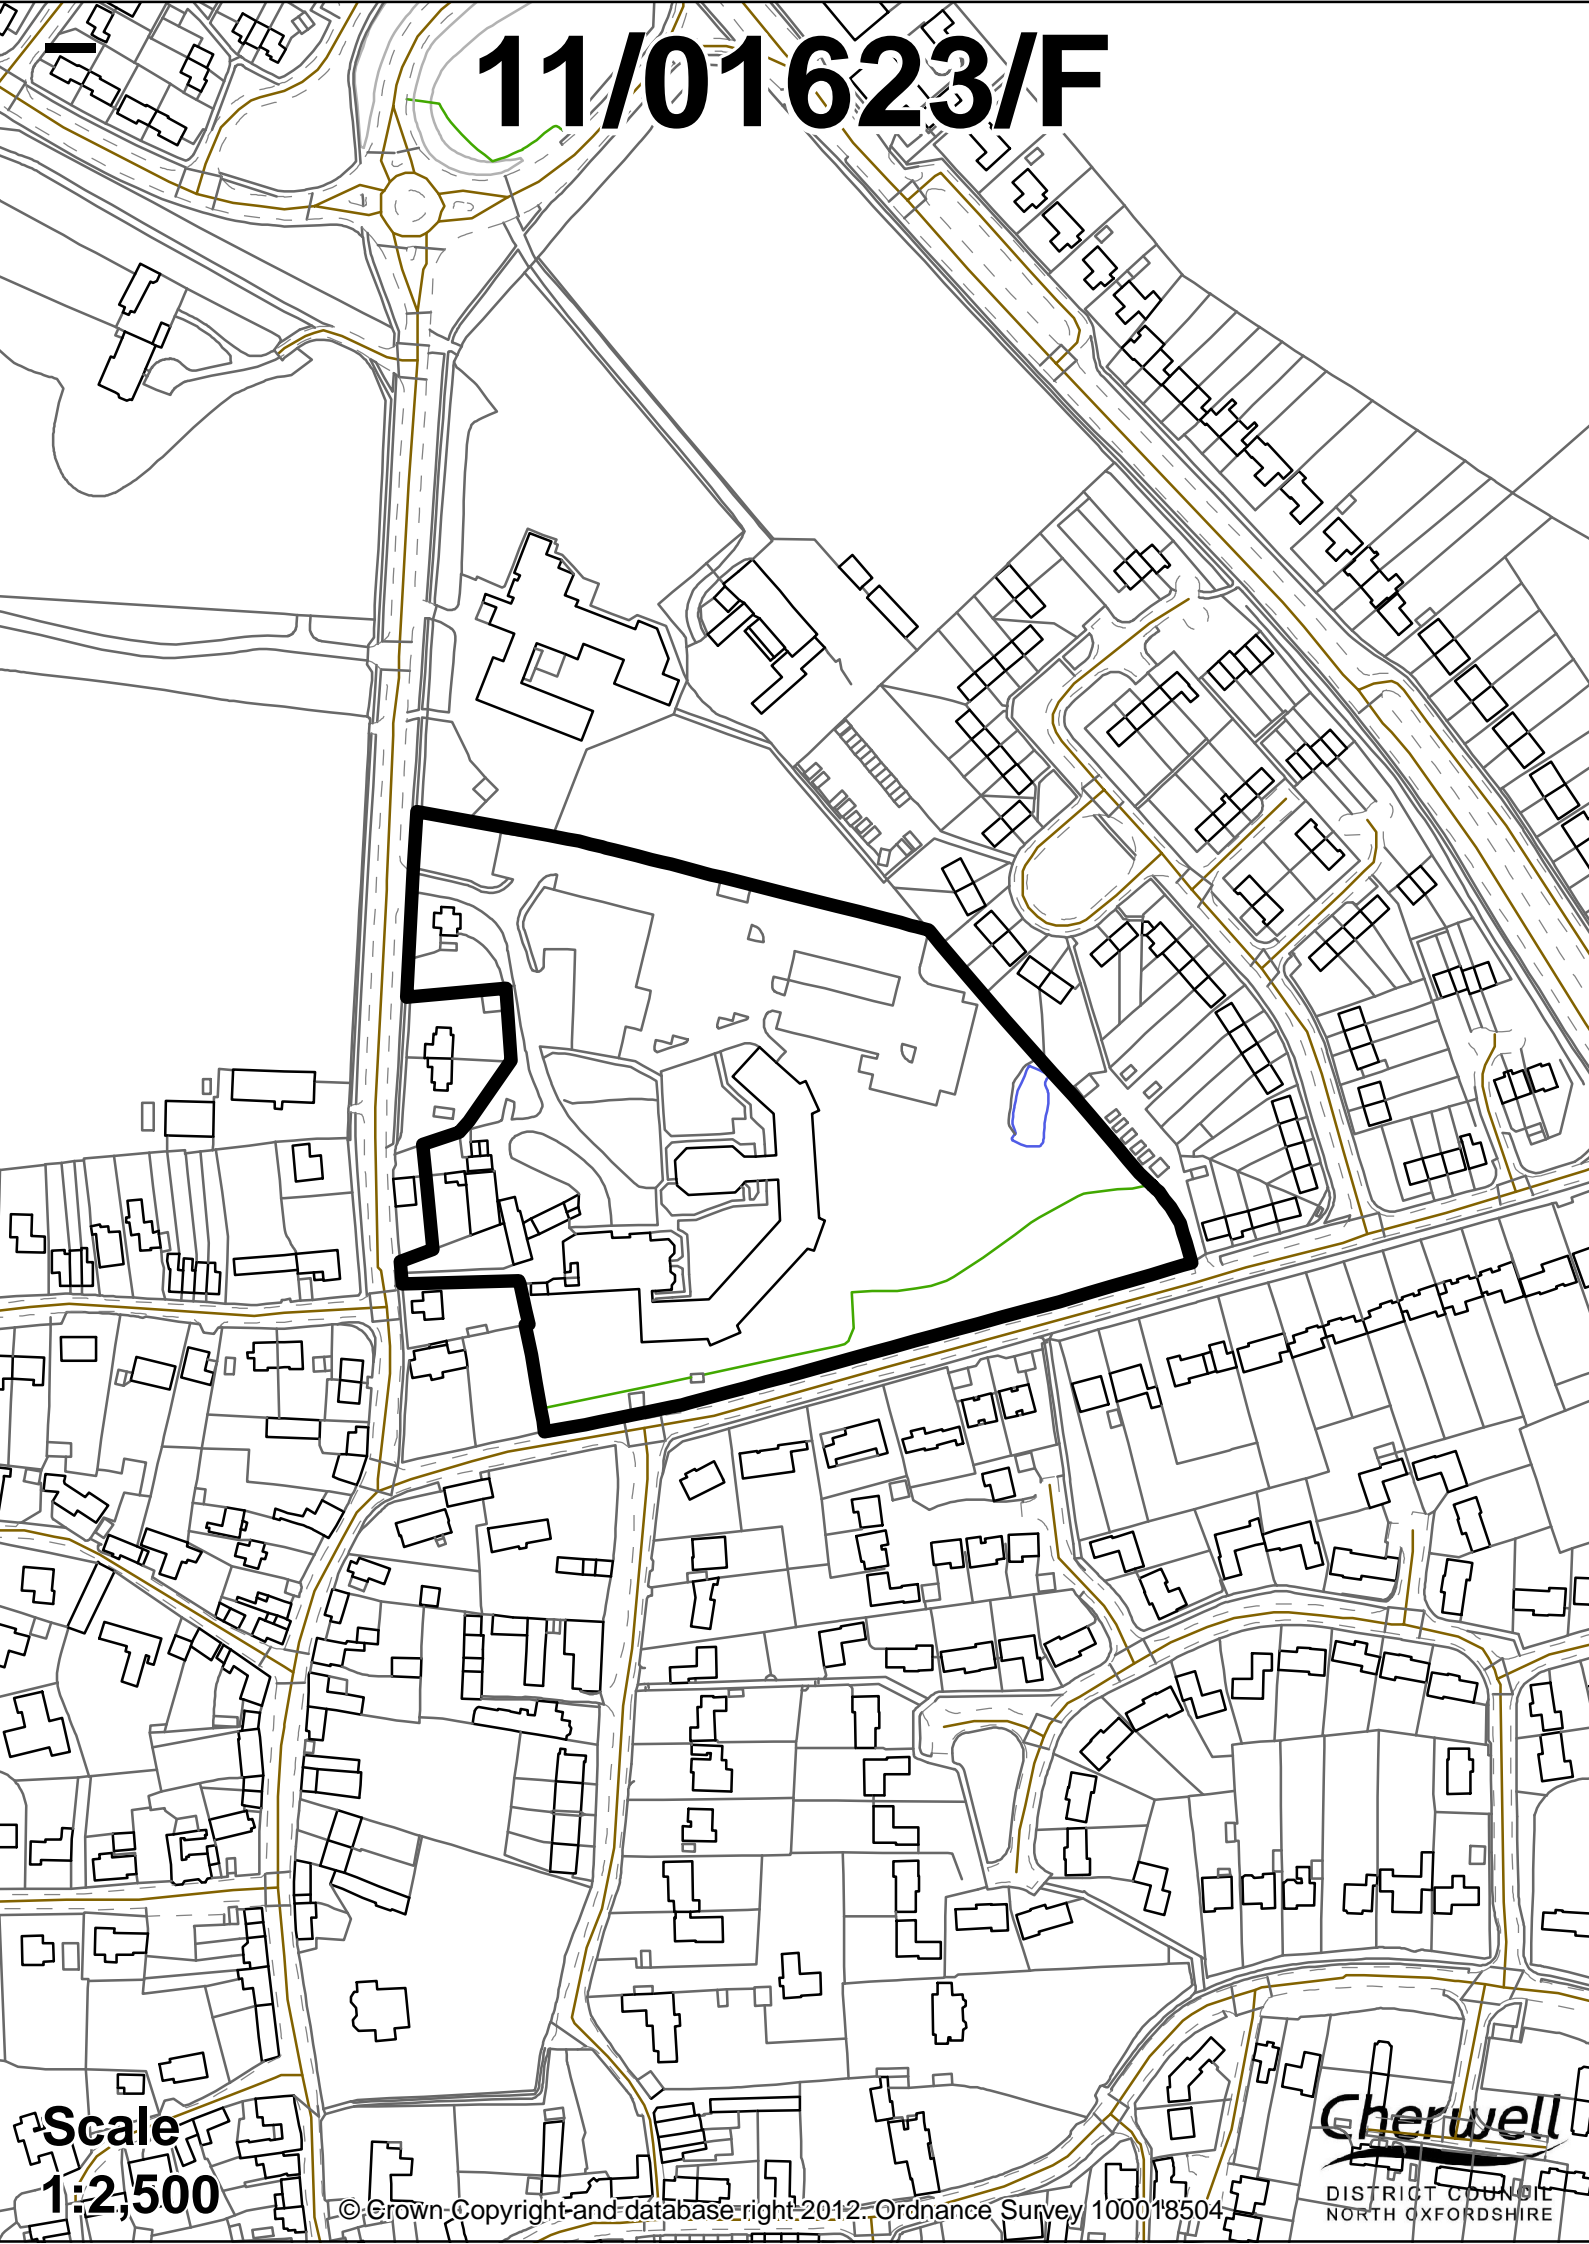 11/01623/F
Scale
1:2,500
© Crown Copyright and database right 2012. Ordnance Survey 100018504
Cherwell
DISTRICT COUNCIL
NORTH OXFORDSHIRE